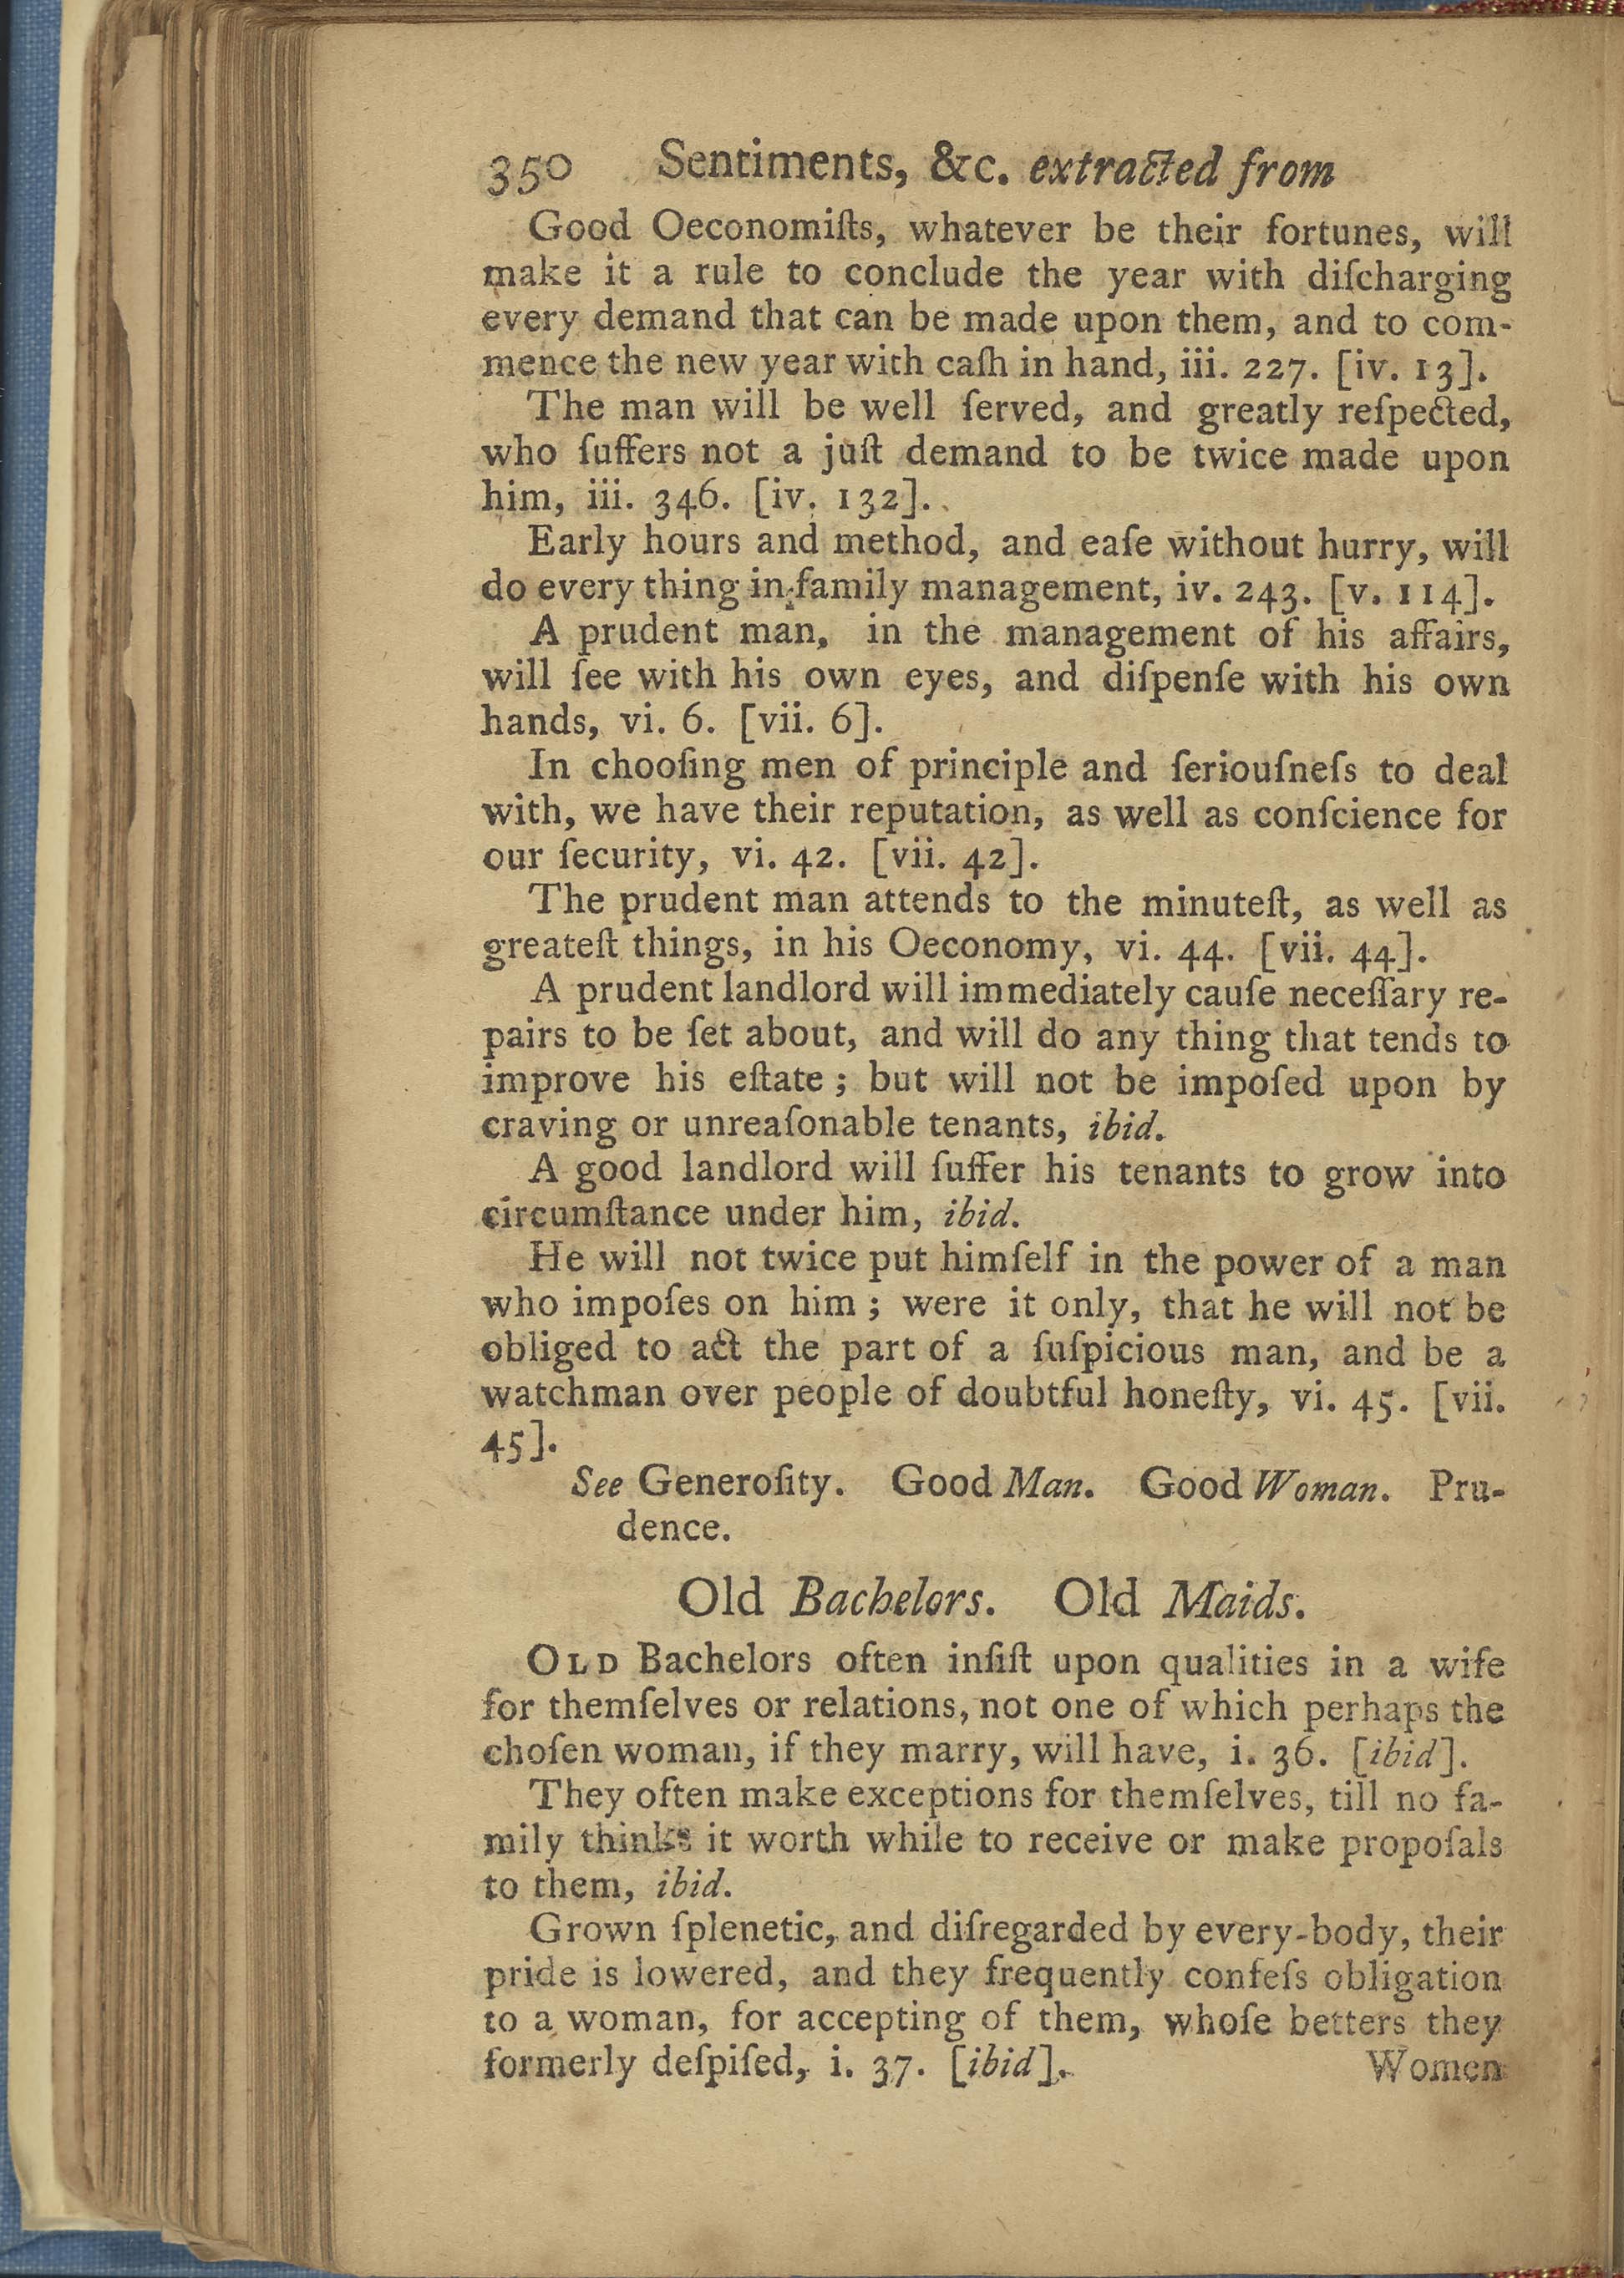 350 Sentiments, &c. extracted from
Good Oeconomiſts, whatever be their fortunes, will
make it a rule to conclude the year with diſcharging
every demand that can be made upon them, and to com-
mence the new year with caſh in hand, iii. 227. [iv. 13].
The man will be well ſerved, and greatly reſpected,
who ſuffers not a juſt demand to be twice made upon
him, iii. 346. [iv. 132].
Early hours and method, and eaſe without hurry, will
do every thing in family management, iv. 243. [v. 114].
A prudent man, in the management of his affairs,
will ſee with his own eyes, and diſpenſe with his own
hands, vi. 6. [vii. 6].
In chooſing men of principle and ſeriouſneſs to deal
with, we have their reputation, as well as conſcience for
our ſecurity, vi. 42. [vii. 42].
The prudent man attends to the minuteſt, as well as
greateſt things, in his Oeconomy, vi. 44. [vii. 44].
A prudent landlord will immediately cauſe neceſſary re-
pairs to be ſet about, and will do any thing that tends to
improve his eſtate; but will not be impoſed upon by
craving or unreaſonable tenants, ibid.
A good landlord will ſuffer his tenants to grow into
circumſtance under him, ibid.
He will not twice put himſelf in the power of a man
who impoſes on him; were it only, that he will not be
obliged to act the part of a ſuſpicious man, and be a
watchman over people of doubtful honeſty, vi. 45. [vii.
45].
See Generoſity. Good Man. Good Woman. Pru-
dence.
Old Bachelors. Old Maids.
OLD Bachelors often inſiſt upon qualities in a wife
for themſelves or relations, not one of which perhaps the
choſen woman, if they marry, will have, i. 36. [ibid].
They often make exceptions for themſelves, till no fa-
mily thinks it worth while to receive or make propoſals
to them, ibid.
Grown ſplenetic, and diſregarded by every-body, their
pride is lowered, and they frequently confeſs obligation
to a woman, for accepting of them, whoſe betters they
formerly deſpiſed, i. 37. [ibid].
Women